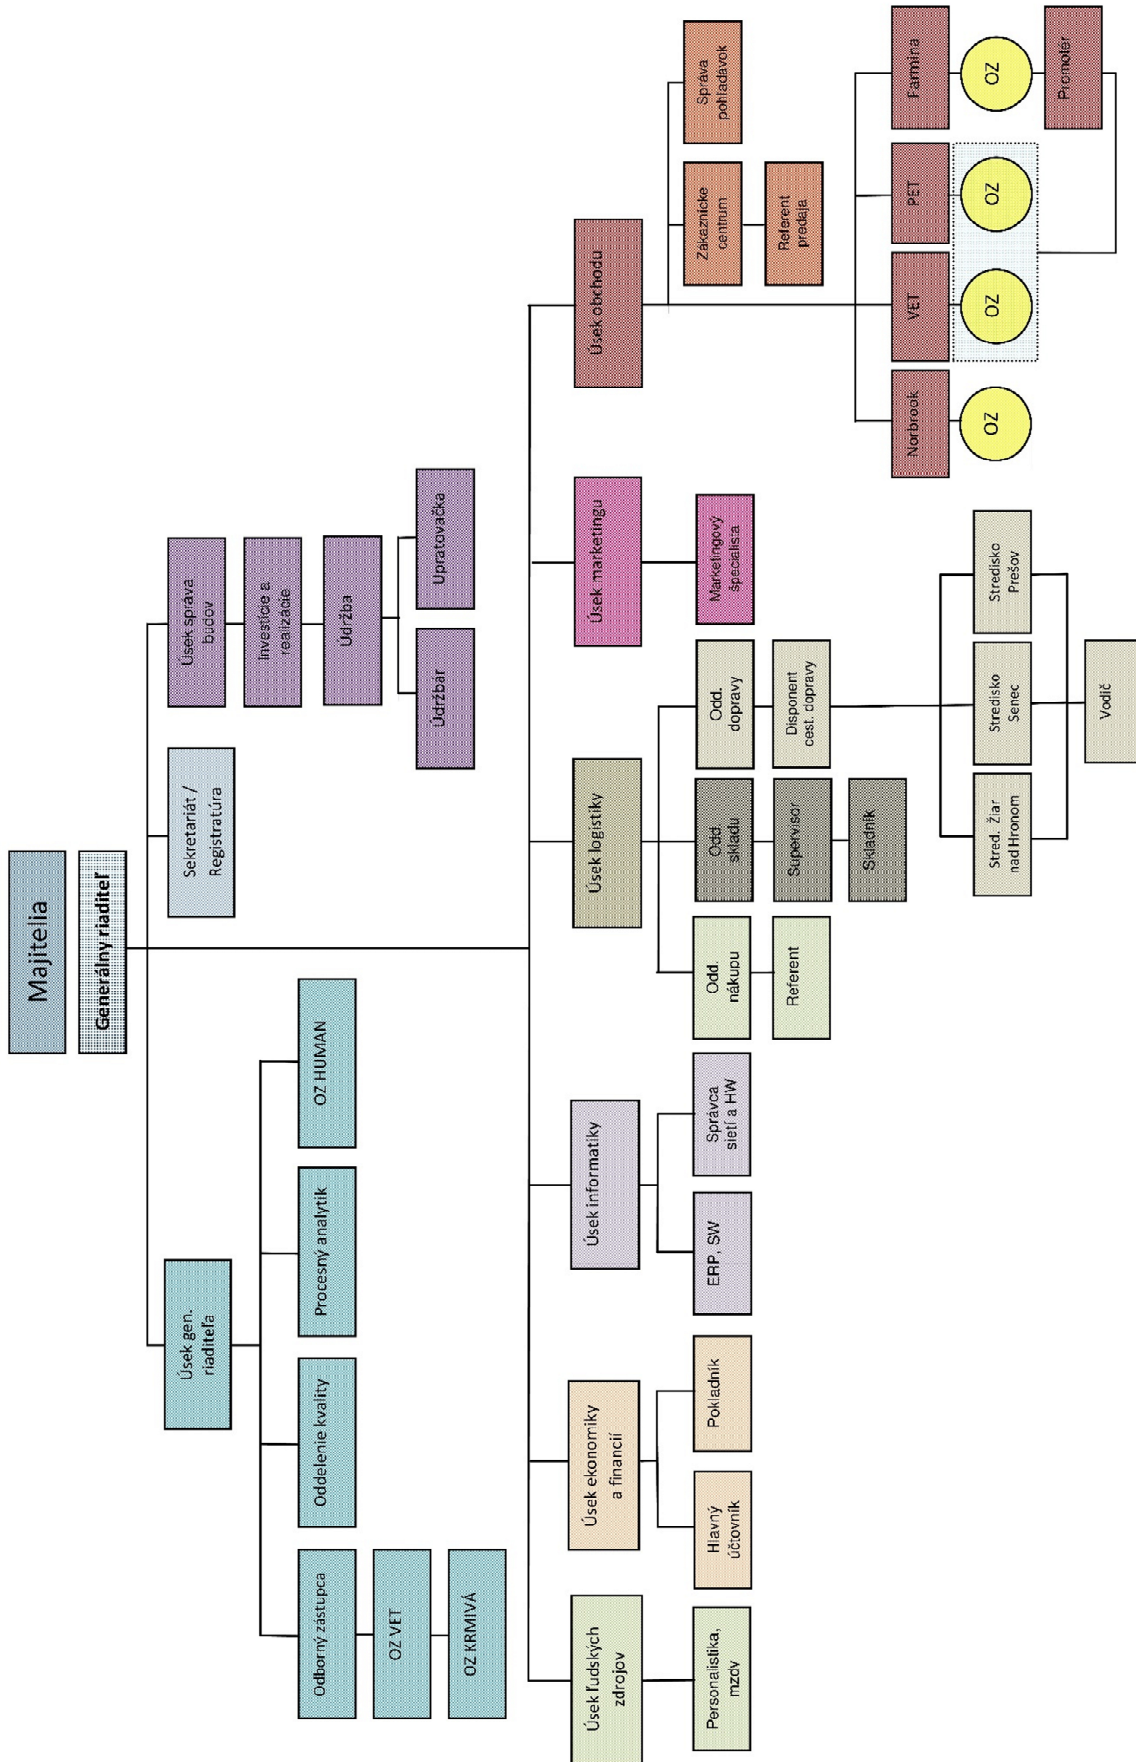 Majitelia
Generálny riaditeľ
Úsek gen.
riaditeľa
Sekretariát /
Registratúra
Úsek správa
budov
Odborný zástupca
Oddelenie kvality
Procesný analytik
OZ HUMAN
Investície a
realizácie
OZ VET
Údržba
OZ KRMIVÁ
Údržbár
Upratovačka
Úsek ľudských
zdrojov
Úsek ekonomiky
a financií
Úsek informatiky
Úsek logistiky
Úsek marketingu
Úsek obchodu
Personalistika,
mzdy
Hlavný
účtovník
Pokladník
ERP, SW
Správca
sietí a HW
Odd.
nákupu
Odd.
skladu
Odd.
dopravy
Marketingový
špecialista
Zákaznícke
centrum
Správa
pohľadávok
Referent
Supervisor
Disponent
cest. dopravy
Referent
predaja
Skladník
Norbrook
VET
PET
Farmina
OZ
OZ
OZ
OZ
Stred. Žiar
nad Hronom
Stredisko
Senec
Stredisko
Prešov
Promotér
Vodič